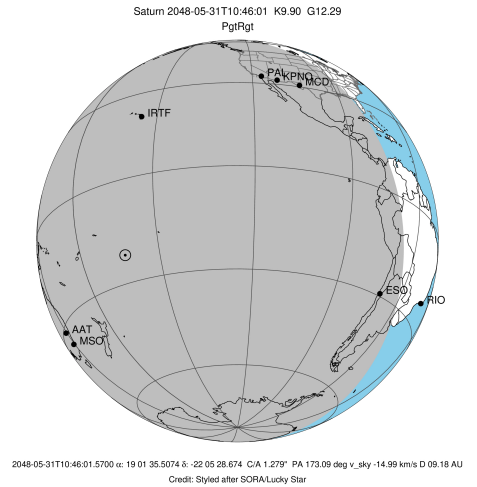 Saturn 2048-05-31T10:46:01 K9.90 G12.29
PgtRgt
PAL
KPNO
MCD
IRTF
ESO
RIO
AAT
MSO
2048-05-31T10:46:01.5700 α: 19 01 35.5074 δ: -22 05 28.674 C/A 1.279" PA 173.09 deg v_sky -14.99 km/s D 09.18 AU
Credit: Styled after SORA/Lucky Star